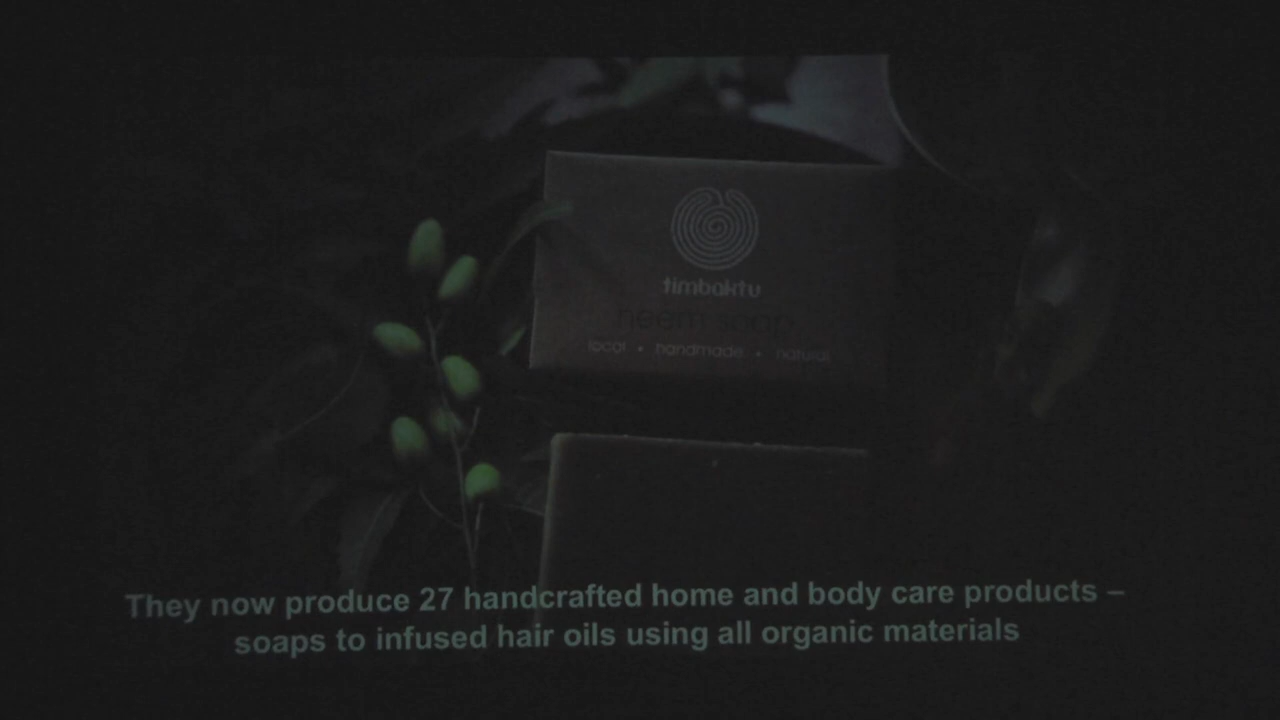 timbaktu
neem soap
local • handmade • natural
They now produce 27 handcrafted home and body care products –
soaps to infused hair oils using all organic materials